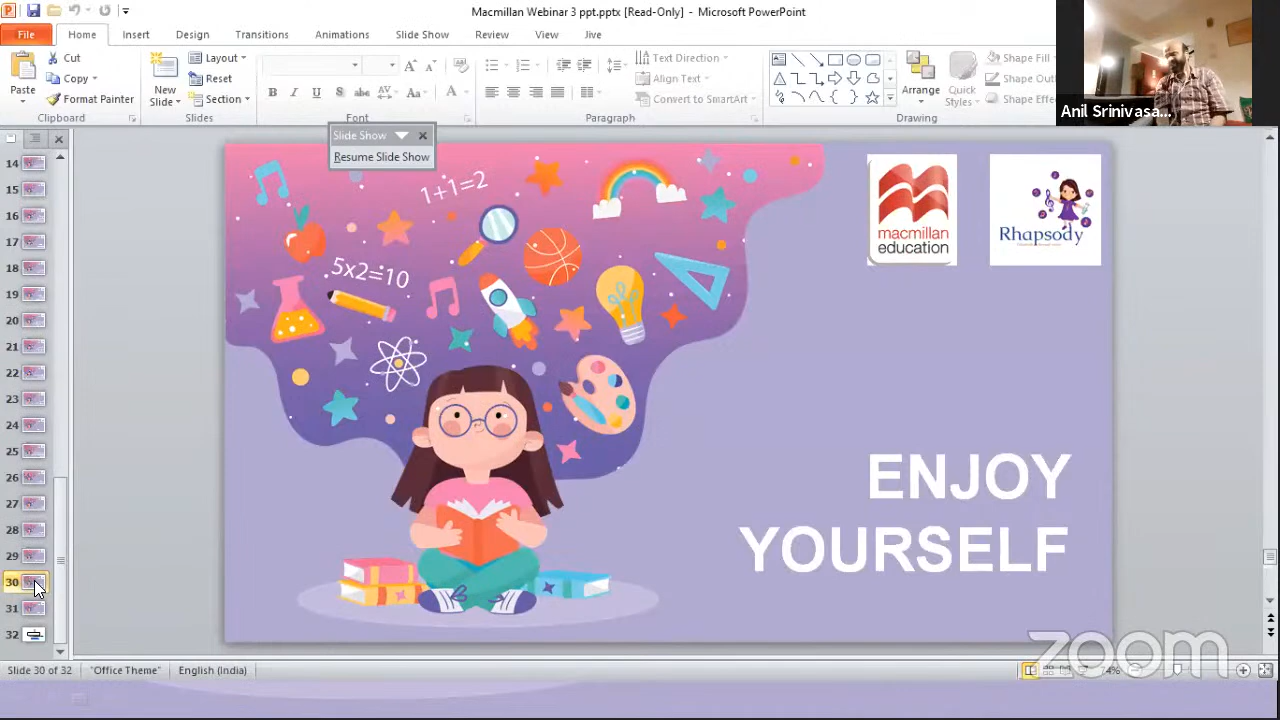 Macmillan Webinar 3 ppt.pptx [Read-Only] - Microsoft PowerPoint
File Home Insert Design Transitions Animations Slide Show Review View Jive
Paste
Cut
Copy
Format Painter
Clipboard
New
Slide
Layout
Reset
Section
Slides
B I U S abc AV Aa A
Font
Text Direction
Align Text
Convert to SmartArt
Paragraph
Arrange
Quick
Styles
Shape Fill
Shape Out
Shape Effe
Drawing
Anil Srinivasa...
Slide Show
Resume Slide Show
14
15
16
17
18
19
20
21
22
23
24
25
26
27
28
29
30
31
32
1+1=2
5x2=10
macmillan
education
Rhapsody
ENJOY
YOURSELF
zoom
Slide 30 of 32
"Office Theme"
English (India)
74%